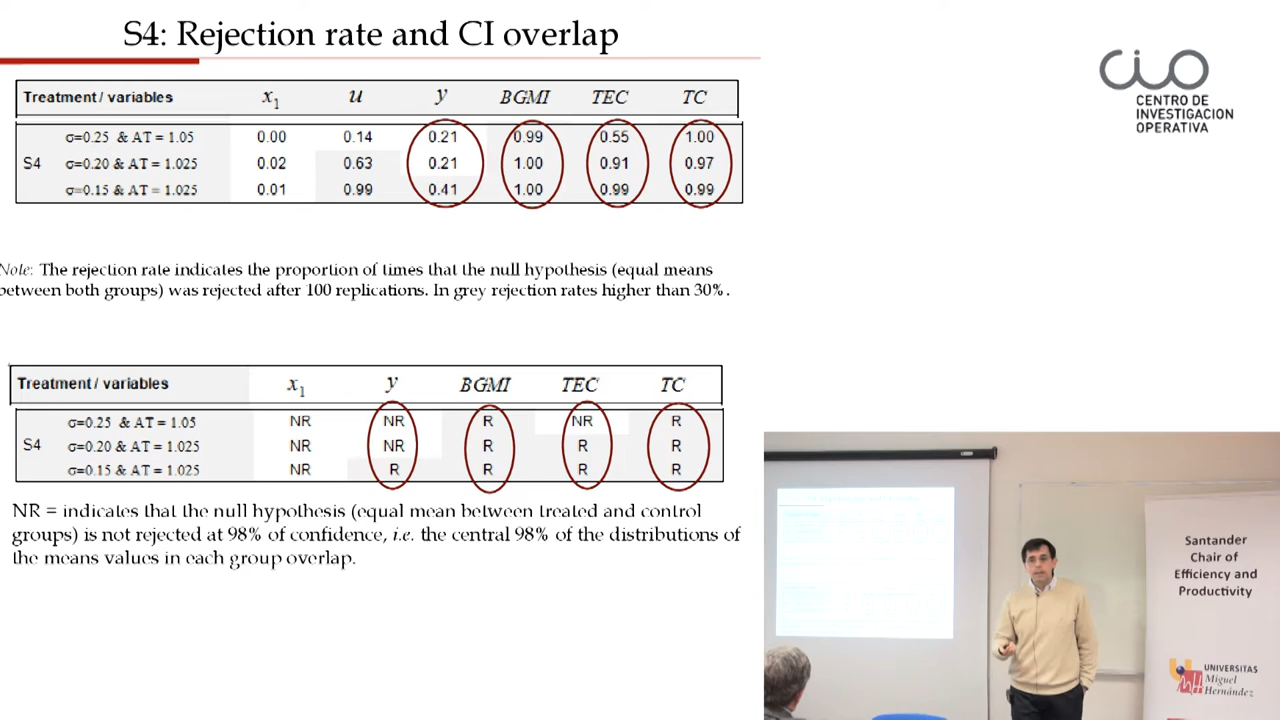 S4: Rejection rate and CI overlap
CIO
CENTRO DE
INVESTIGACION
OPERATIVA
Treatment / variables x1 u y BGMI TEC TC
σ=0.25 & AT = 1.05 0.00 0.14 0.21 0.99 0.55 1.00
S4 σ=0.20 & AT = 1.025 0.02 0.63 0.21 1.00 0.91 0.97
σ=0.15 & AT = 1.025 0.01 0.99 0.41 1.00 0.99 0.99
Note: The rejection rate indicates the proportion of times that the null hypothesis (equal means
between both groups) was rejected after 100 replications. In grey rejection rates higher than 30%.
Treatment / variables x1 y BGMI TEC TC
σ=0.25 & AT = 1.05 NR NR R NR R
S4 σ=0.20 & AT = 1.025 NR NR R R R
σ=0.15 & AT = 1.025 NR R R R R
NR = indicates that the null hypothesis (equal mean between treated and control
groups) is not rejected at 98% of confidence, i.e. the central 98% of the distributions of
the means values in each group overlap.
Santander
Chair of
Efficiency and
Productivity
UNIVERSITAS
Miguel
Hernández